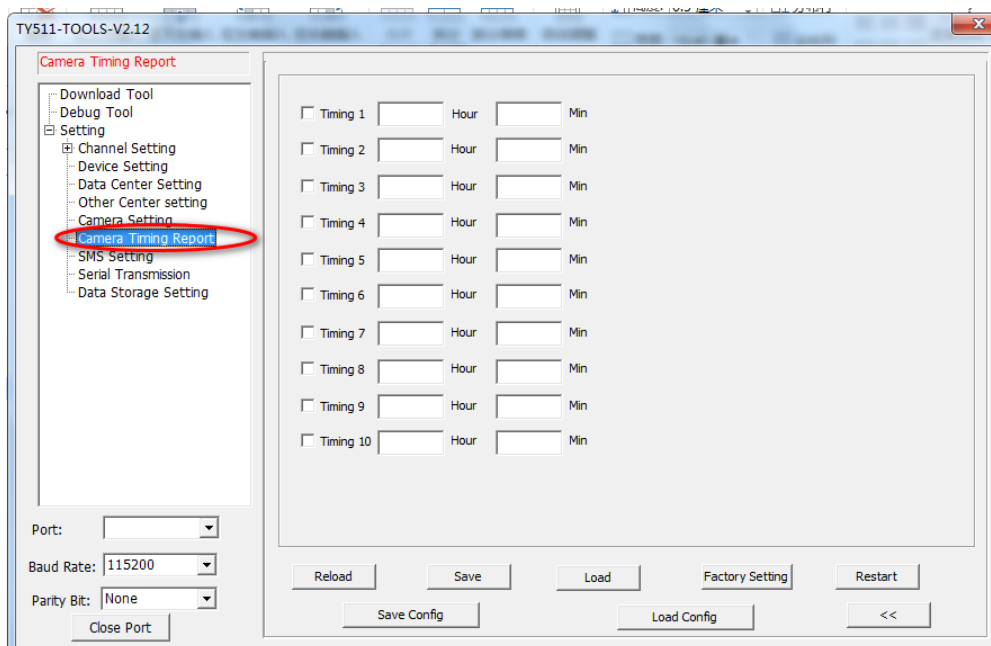 TY511-TOOLS-V2.12
Camera Timing Report
Download Tool
Debug Tool
Setting
Channel Setting
Device Setting
Data Center Setting
Other Center setting
Camera Setting
Camera Timing Report
SMS Setting
Serial Transmission
Data Storage Setting
Port:
Baud Rate: 115200
Parity Bit: None
Close Port
Timing 1 Hour Min
Timing 2 Hour Min
Timing 3 Hour Min
Timing 4 Hour Min
Timing 5 Hour Min
Timing 6 Hour Min
Timing 7 Hour Min
Timing 8 Hour Min
Timing 9 Hour Min
Timing 10 Hour Min
Reload Save Load Factory Setting Restart
Save Config Load Config <<